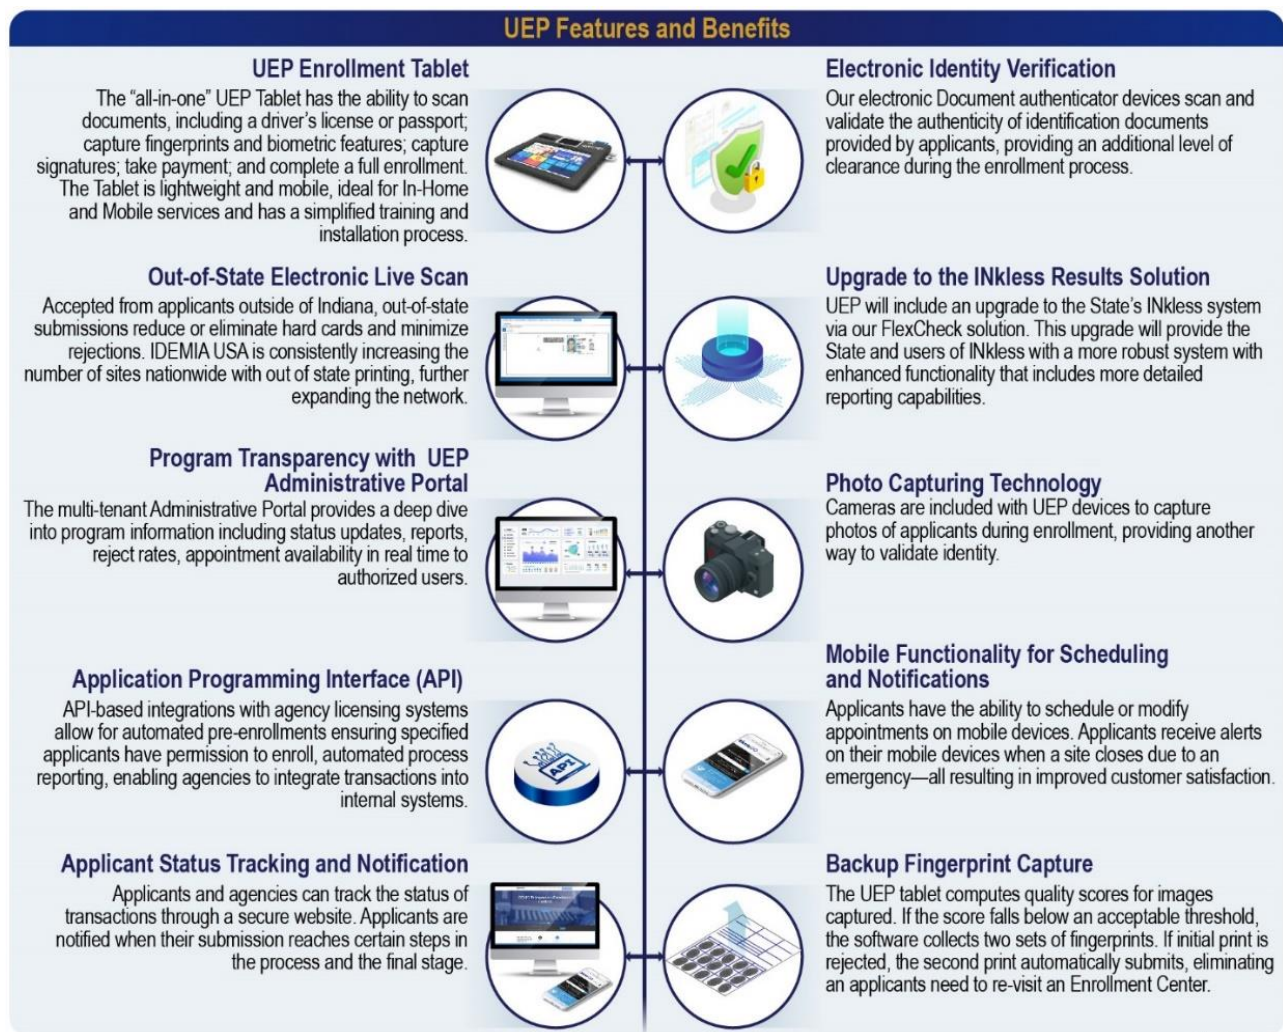 UEP Features and Benefits
UEP Enrollment Tablet
The “all-in-one” UEP Tablet has the ability to scan
documents, including a driver’s license or passport;
capture fingerprints and biometric features; capture
signatures; take payment; and complete a full enrollment.
The Tablet is lightweight and mobile, ideal for In-Home
and Mobile services and has a simplified training and
installation process.
Electronic Identity Verification
Our electronic Document authenticator devices scan and
validate the authenticity of identification documents
provided by applicants, providing an additional level of
clearance during the enrollment process.
Out-of-State Electronic Live Scan
Accepted from applicants outside of Indiana, out-of-state
submissions reduce or eliminate hard cards and minimize
rejections. IDEMIA USA is consistently increasing the
number of sites nationwide with out of state printing, further
expanding the network.
Upgrade to the INkless Results Solution
UEP will include an upgrade to the State’s INkless system
via our FlexCheck solution. This upgrade will provide the
State and users of INkless with a more robust system with
enhanced functionality that includes more detailed
reporting capabilities.
Program Transparency with UEP
Administrative Portal
The multi-tenant Administrative Portal provides a deep dive
into program information including status updates, reports,
reject rates, appointment availability in real time to
authorized users.
Photo Capturing Technology
Cameras are included with UEP devices to capture
photos of applicants during enrollment, providing another
way to validate identity.
Application Programming Interface (API)
API-based integrations with agency licensing systems
allow for automated pre-enrollments ensuring specified
applicants have permission to enroll, automated process
reporting, enabling agencies to integrate transactions into
internal systems.
API
Mobile Functionality for Scheduling
and Notifications
Applicants have the ability to schedule or modify
appointments on mobile devices. Applicants receive alerts
on their mobile devices when a site closes due to an
emergency—all resulting in improved customer satisfaction.
Applicant Status Tracking and Notification
Applicants and agencies can track the status of
transactions through a secure website. Applicants are
notified when their submission reaches certain steps in
the process and the final stage.
Backup Fingerprint Capture
The UEP tablet computes quality scores for images
captured. If the score falls below an acceptable threshold,
the software collects two sets of fingerprints. If initial print is
rejected, the second print automatically submits, eliminating
an applicants need to re-visit an Enrollment Center.